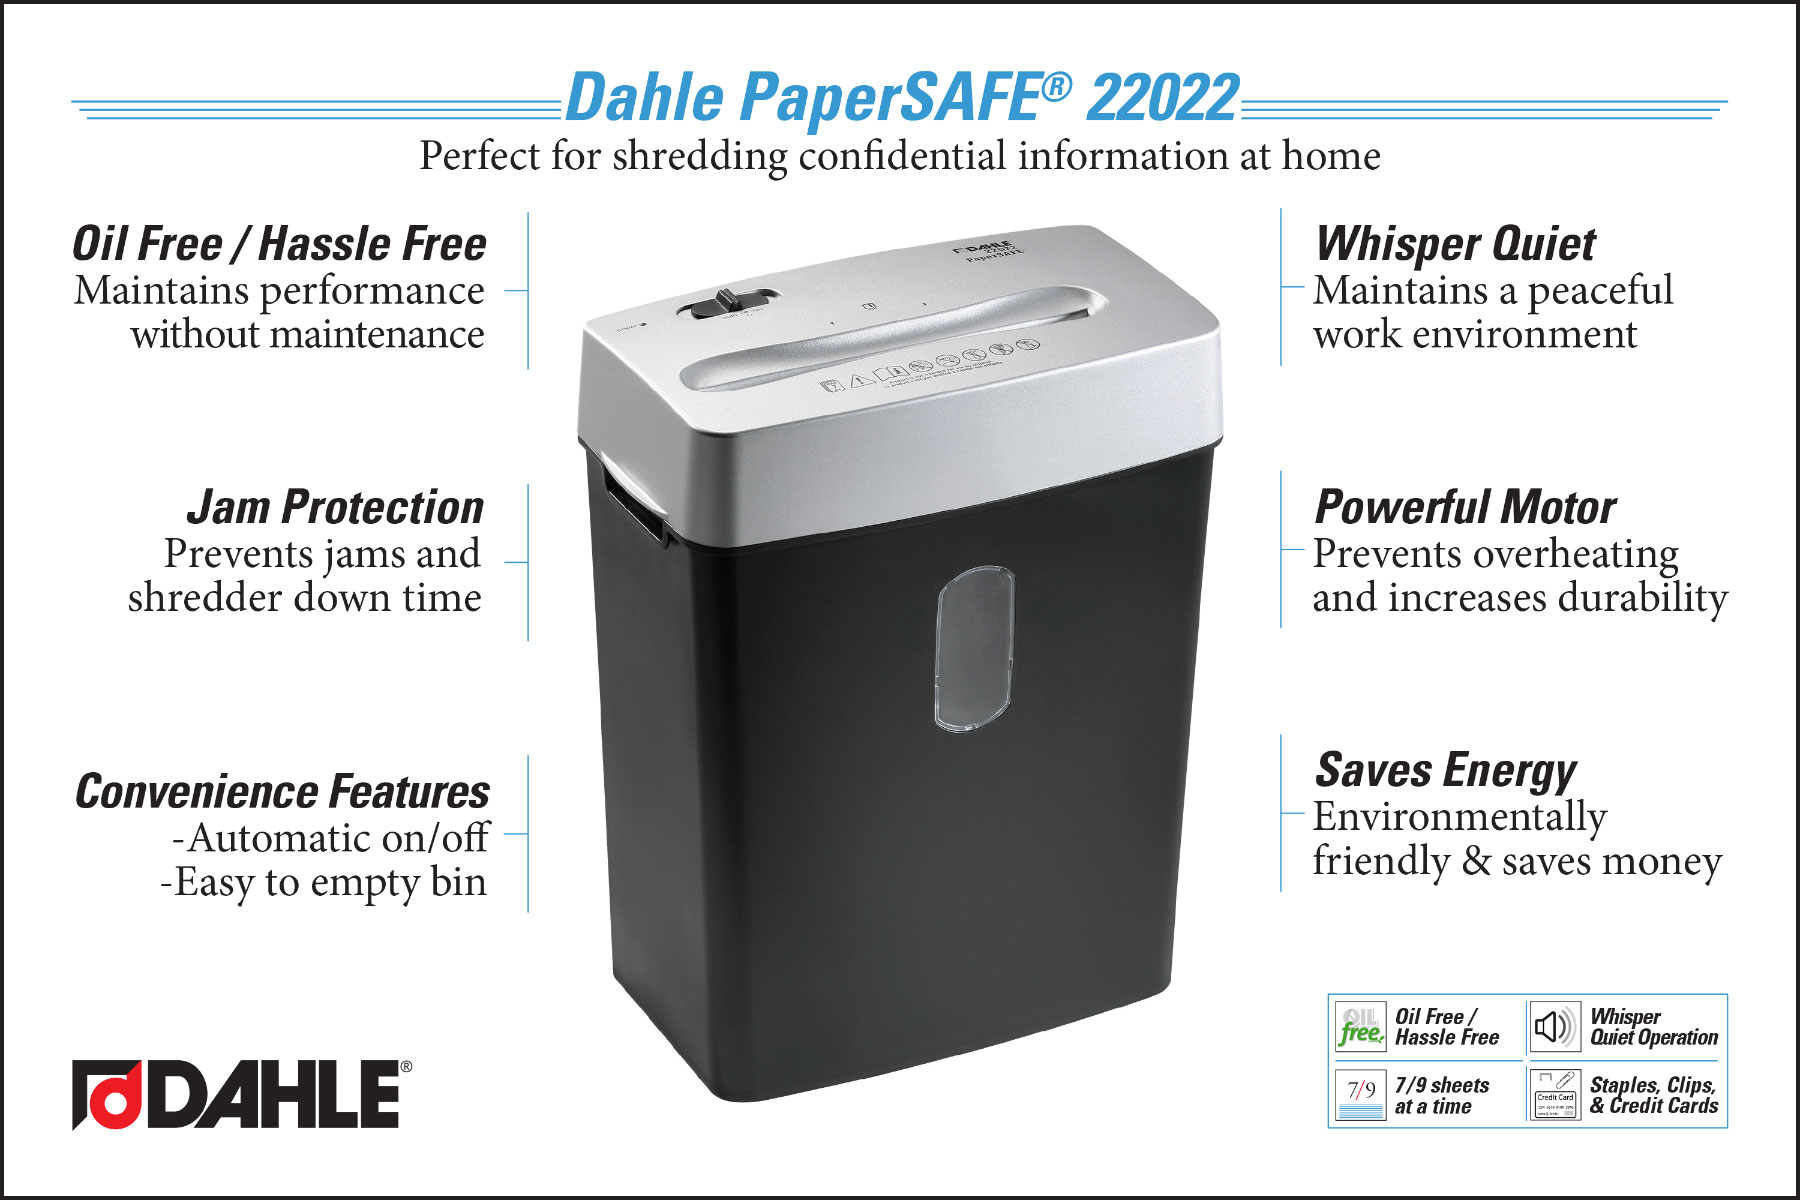 Dahle PaperSAFE® 22022
Perfect for shredding confidential information at home
Oil Free / Hassle Free
Maintains performance
without maintenance
Jam Protection
Prevents jams and
shredder down time
Convenience Features
-Automatic on/off
-Easy to empty bin
DAHLE
22022
PaperSAFE
Whisper Quiet
Maintains a peaceful
work environment
Powerful Motor
Prevents overheating
and increases durability
Saves Energy
Environmentally
friendly & saves money
DAHLE®
OIL
free
Oil Free /
Hassle Free
Whisper
Quiet Operation
7/9
7/9 sheets
at a time
Credit Card
Staples, Clips,
& Credit Cards